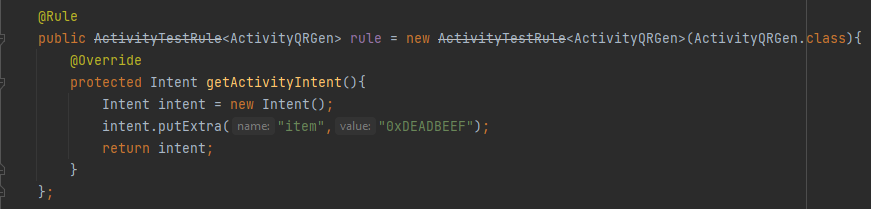 @Rule
public ActivityTestRule<ActivityQRGen> rule = new ActivityTestRule<ActivityQRGen>(ActivityQRGen.class){
@Override
protected Intent getActivityIntent(){
Intent intent = new Intent();
intent.putExtra( name: "item", value: "0xDEADBEEF");
return intent;
}
};